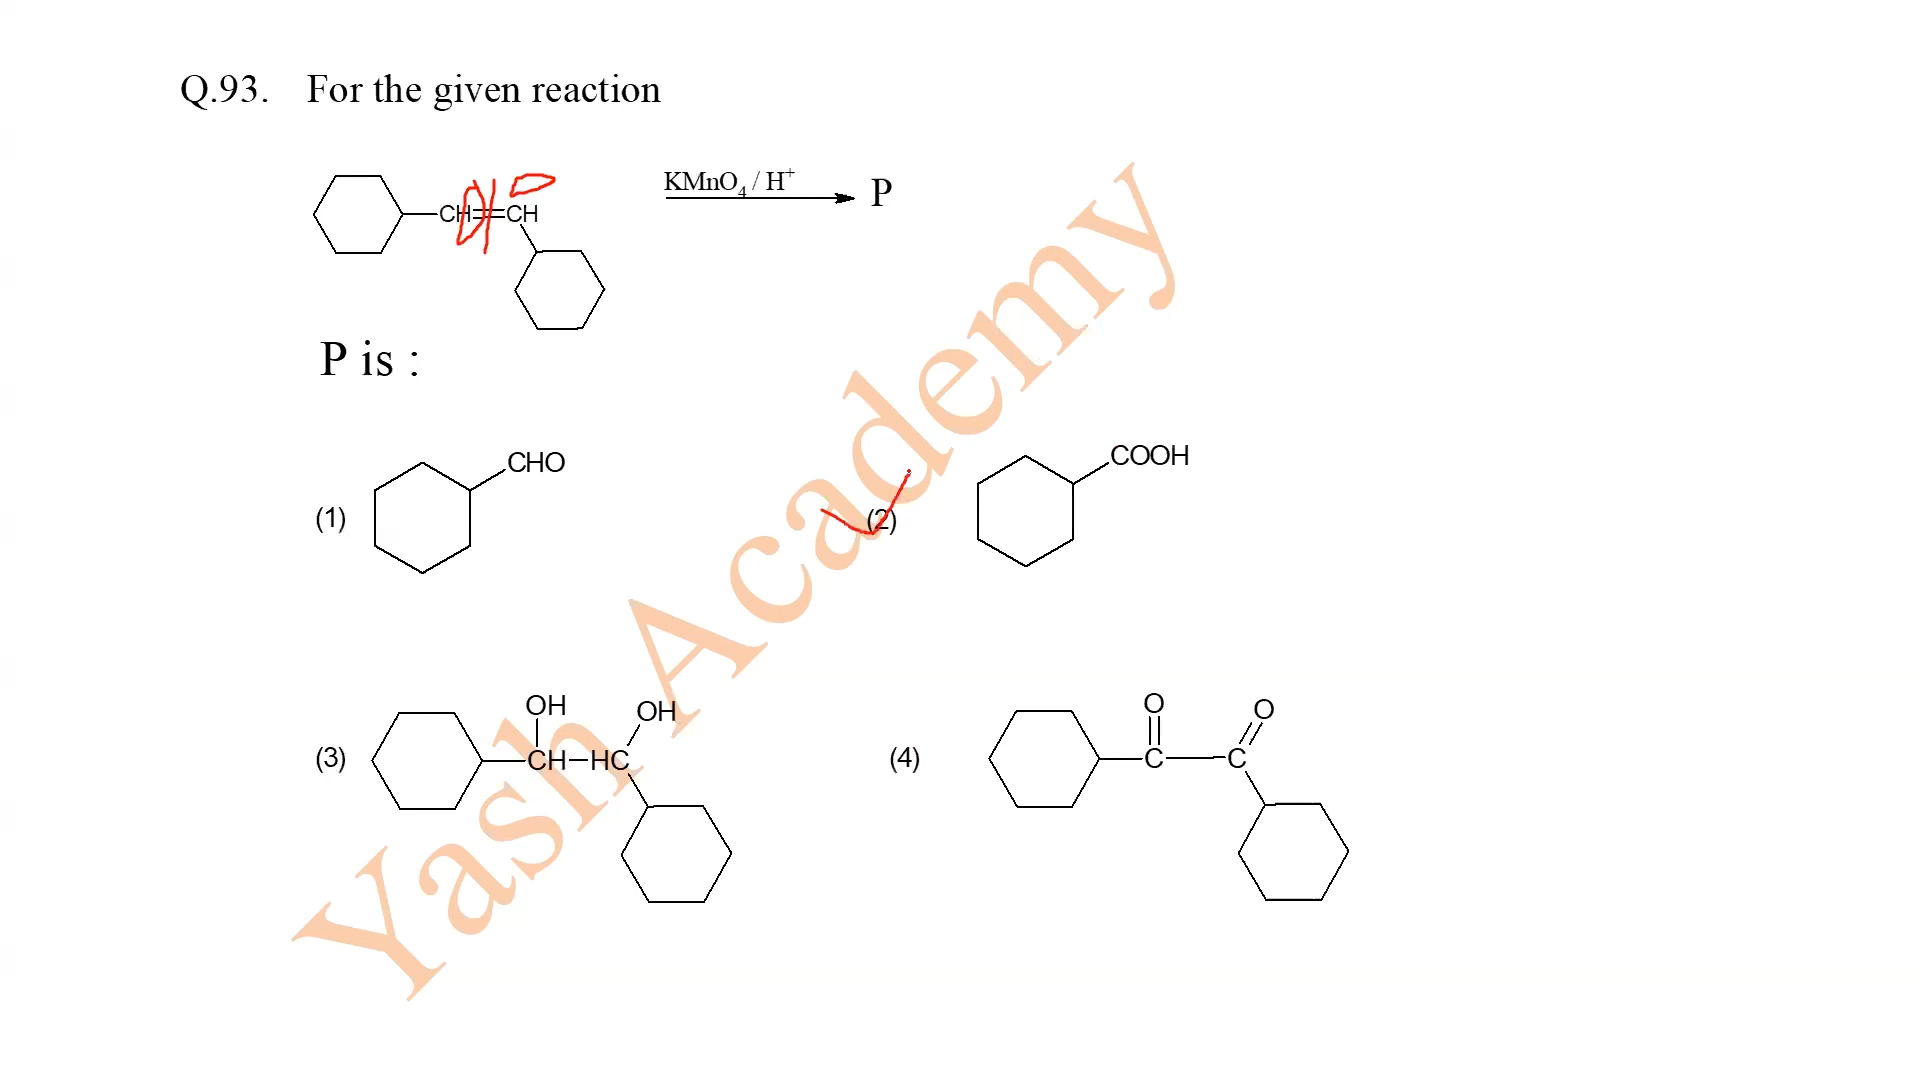 Q.93. For the given reaction
CH=CH
KMnO₄ / H⁺
P
P is :
(1)
CHO
(2)
COOH
(3)
OH
OH
CH—HC
(4)
O
O
C
C
Yash Academy